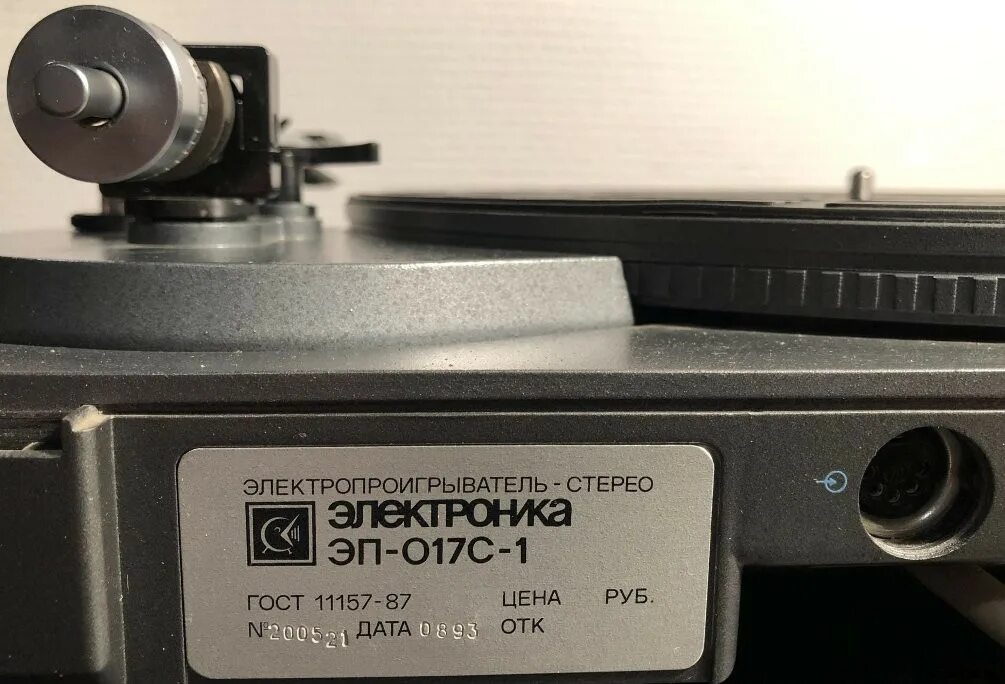 ЭЛЕКТРОПРОИГРЫВАТЕЛЬ - СТЕРЕО
ЭЛЕКТРОНИКА
ЭП-017С-1
ГОСТ 11157-87 ЦЕНА РУБ.
№200521 ДАТА 0893 ОТК